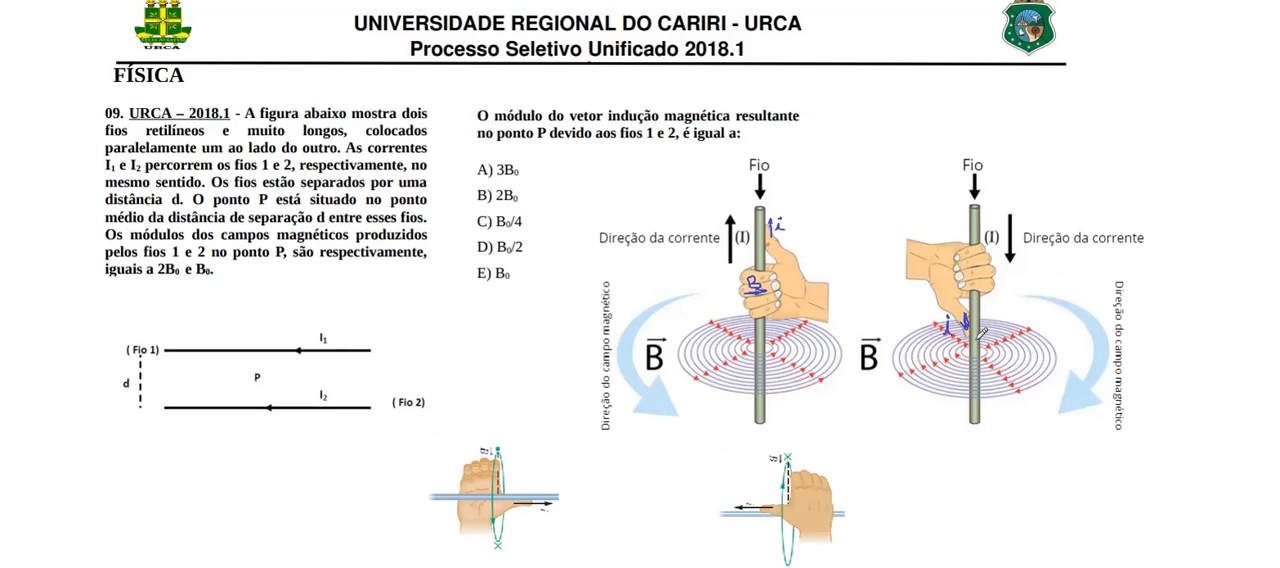 URCA
UNIVERSIDADE REGIONAL DO CARIRI - URCA
Processo Seletivo Unificado 2018.1
FÍSICA
09. URCA – 2018.1 - A figura abaixo mostra dois
fios retilíneos e muito longos, colocados
paralelamente um ao lado do outro. As correntes
I₁ e I₂ percorrem os fios 1 e 2, respectivamente, no
mesmo sentido. Os fios estão separados por uma
distância d. O ponto P está situado no ponto
médio da distância de separação d entre esses fios.
Os módulos dos campos magnéticos produzidos
pelos fios 1 e 2 no ponto P, são respectivamente,
iguais a 2B₀ e B₀.
( Fio 1)
I₁
d
P
I₂
( Fio 2)
O módulo do vetor indução magnética resultante
no ponto P devido aos fios 1 e 2, é igual a:
A) 3B₀
B) 2B₀
C) B₀/4
D) B₀/2
E) B₀
Fio
Direção da corrente
(I)
i
B
Direção do campo magnético
B
Fio
(I)
Direção da corrente
i
B
Direção do campo magnético
B
i
B
i